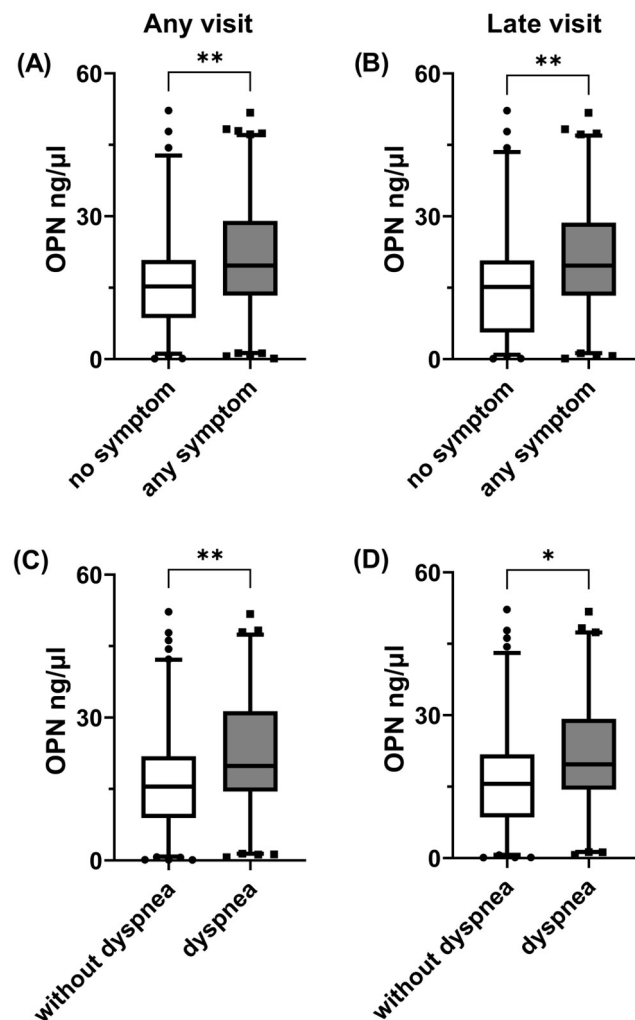 Any visit
Late visit
(A)
**
60
30
0
OPN ng/µl
no symptom
any symptom
(B)
**
60
30
0
OPN ng/µl
no symptom
any symptom
(C)
**
60
30
0
OPN ng/µl
without dyspnea
dyspnea
(D)
*
60
30
0
OPN ng/µl
without dyspnea
dyspnea